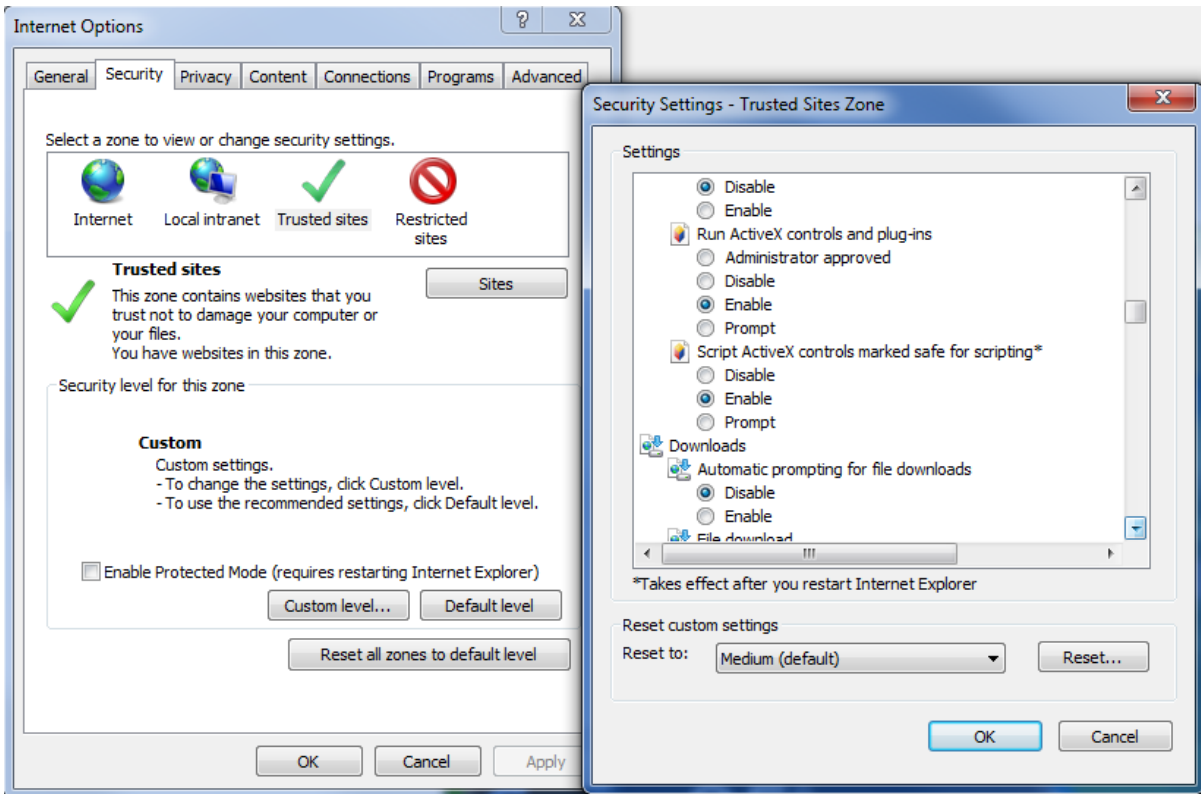 Internet Options
General Security Privacy Content Connections Programs Advanced
Select a zone to view or change security settings.
Internet
Local intranet
Trusted sites
Restricted
sites
Trusted sites
Sites
This zone contains websites that you
trust not to damage your computer or
your files.
You have websites in this zone.
Security level for this zone
Custom
Custom settings.
- To change the settings, click Custom level.
- To use the recommended settings, click Default level.
Enable Protected Mode (requires restarting Internet Explorer)
Custom level... Default level
Reset all zones to default level
OK Cancel Apply
Security Settings - Trusted Sites Zone
Settings
Disable
Enable
Run ActiveX controls and plug-ins
Administrator approved
Disable
Enable
Prompt
Script ActiveX controls marked safe for scripting*
Disable
Enable
Prompt
Downloads
Automatic prompting for file downloads
Disable
Enable
File download
*Takes effect after you restart Internet Explorer
Reset custom settings
Reset to: Medium (default) Reset...
OK Cancel